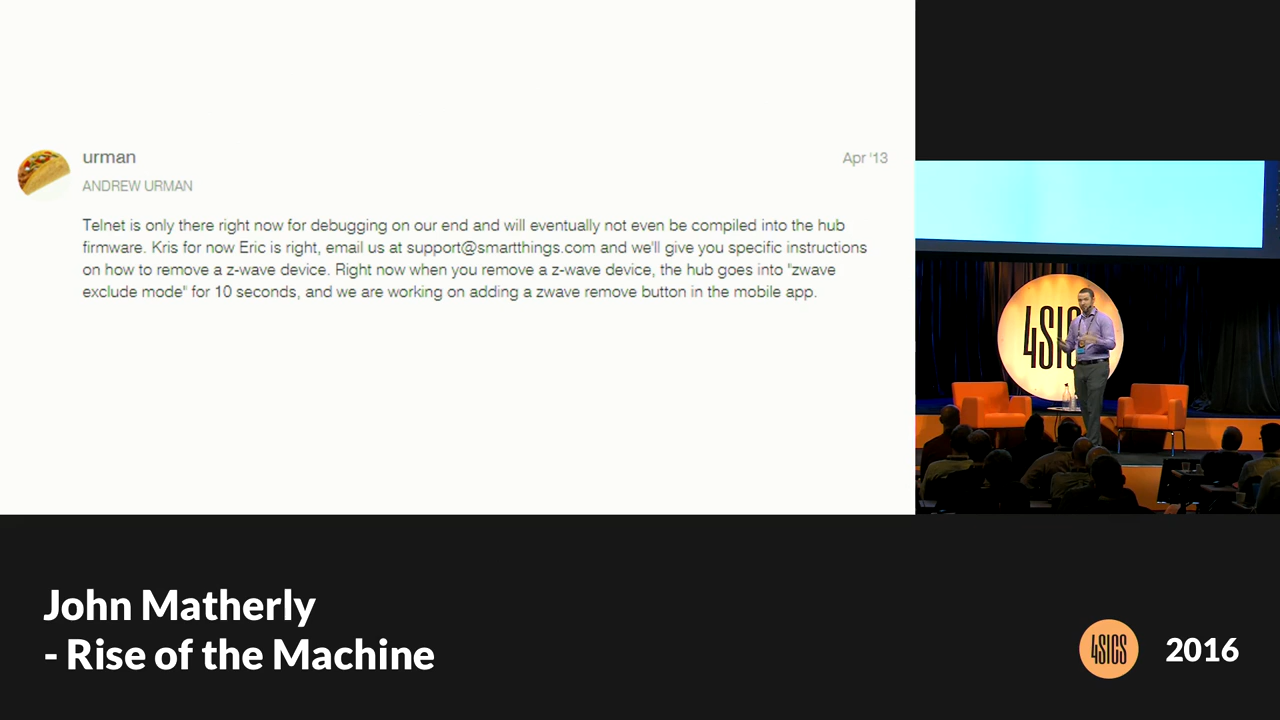 urman
Apr '13
ANDREW URMAN
Telnet is only there right now for debugging on our end and will eventually not even be compiled into the hub
firmware. Kris for now Eric is right, email us at support@smartthings.com and we'll give you specific instructions
on how to remove a z-wave device. Right now when you remove a z-wave device, the hub goes into "zwave
exclude mode" for 10 seconds, and we are working on adding a zwave remove button in the mobile app.
4SIC
John Matherly
- Rise of the Machine
4SICS
2016